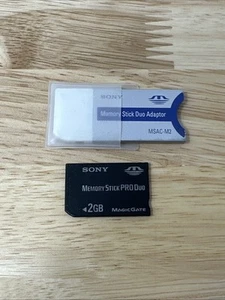 SONY
Memory Stick Duo Adaptor
MSAC-M2
SONY
MEMORY STICK PRO DUO
2GB
MAGICGATE